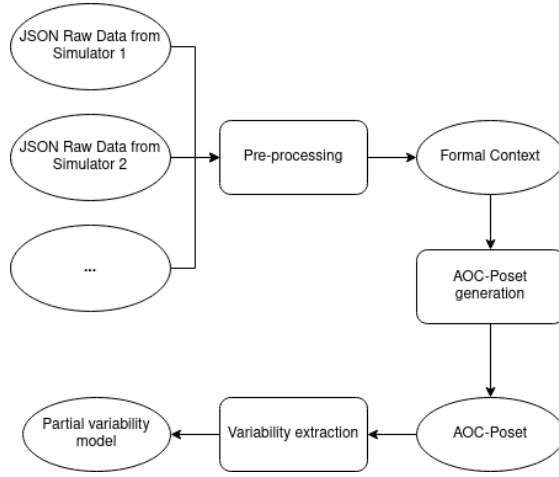 JSON Raw Data from
Simulator 1
JSON Raw Data from
Simulator 2
...
Pre-processing
Formal Context
AOC-Poset
generation
AOC-Poset
Variability extraction
Partial variability
model